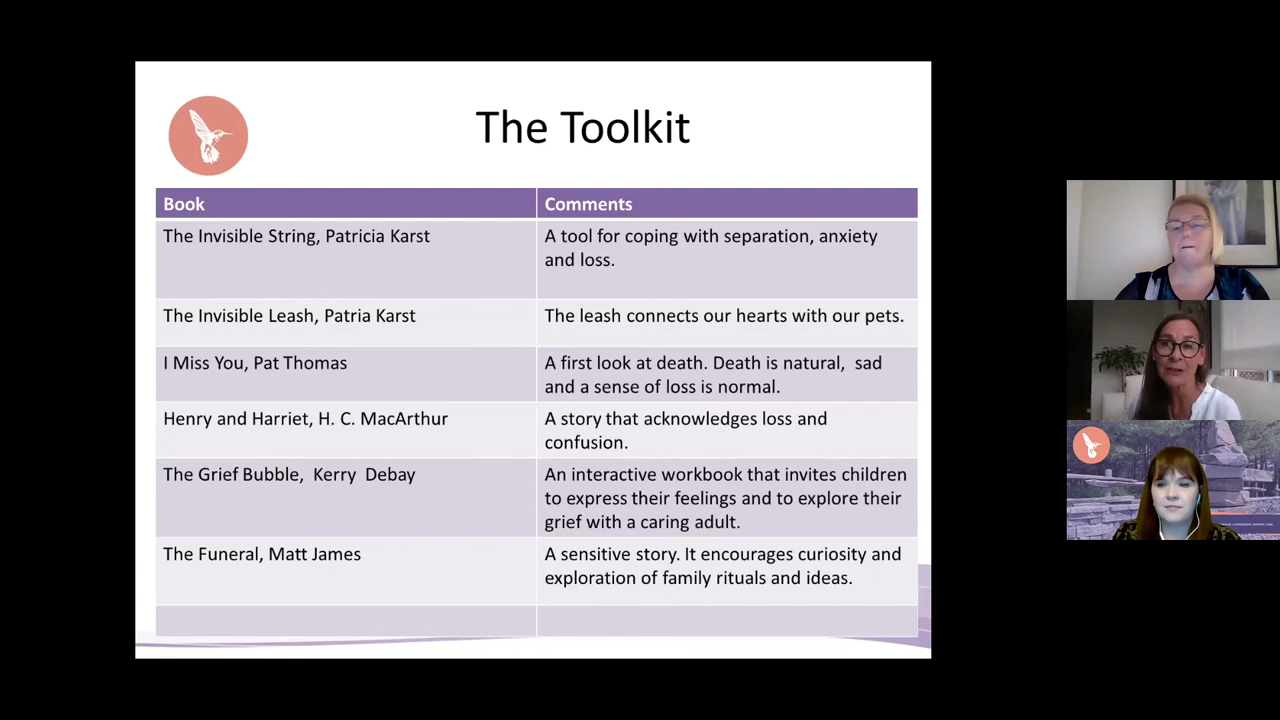 The Toolkit
Book
Comments
The Invisible String, Patricia Karst
A tool for coping with separation, anxiety
and loss.
The Invisible Leash, Patria Karst
The leash connects our hearts with our pets.
I Miss You, Pat Thomas
A first look at death. Death is natural,  sad
and a sense of loss is normal.
Henry and Harriet, H. C. MacArthur
A story that acknowledges loss and
confusion.
The Grief Bubble,  Kerry  Debay
An interactive workbook that invites children
to express their feelings and to explore their
grief with a caring adult.
The Funeral, Matt James
A sensitive story. It encourages curiosity and
exploration of family rituals and ideas.